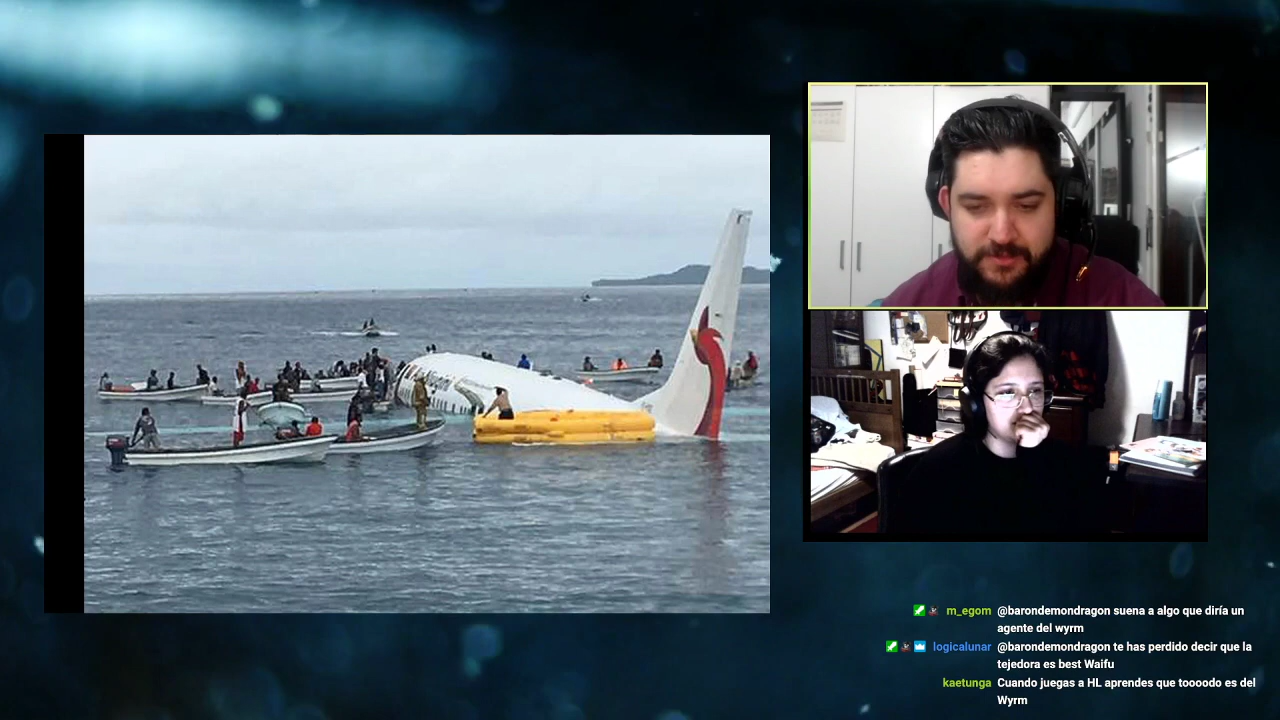 m_egom @barondemondragon suena a algo que diría un
agente del wyrm
logicalunar @barondemondragon te has perdido decir que la
tejedora es best Waifu
kaetunga Cuando juegas a HL aprendes que toooodo es del
Wyrm